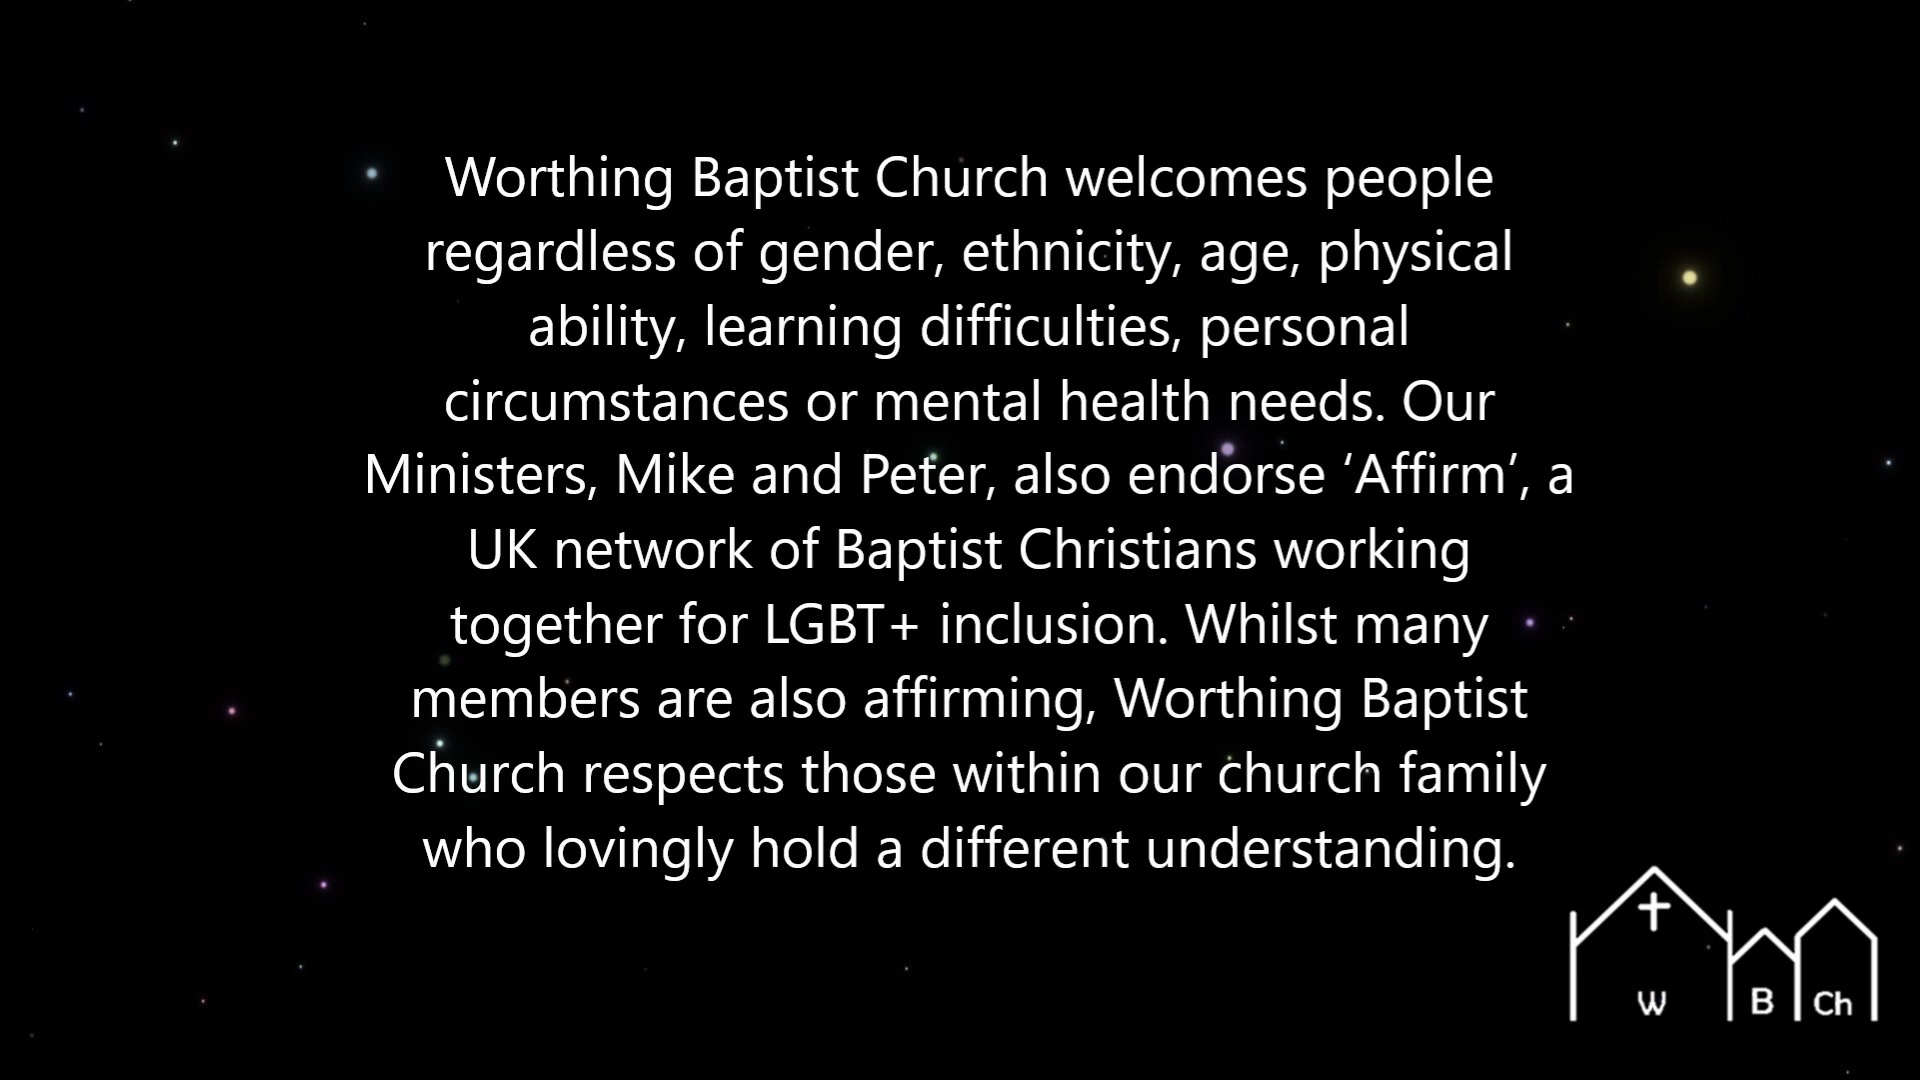 Worthing Baptist Church welcomes people
regardless of gender, ethnicity, age, physical
ability, learning difficulties, personal
circumstances or mental health needs. Our
Ministers, Mike and Peter, also endorse ‘Affirm’, a
UK network of Baptist Christians working
together for LGBT+ inclusion. Whilst many
members are also affirming, Worthing Baptist
Church respects those within our church family
who lovingly hold a different understanding.
W B Ch